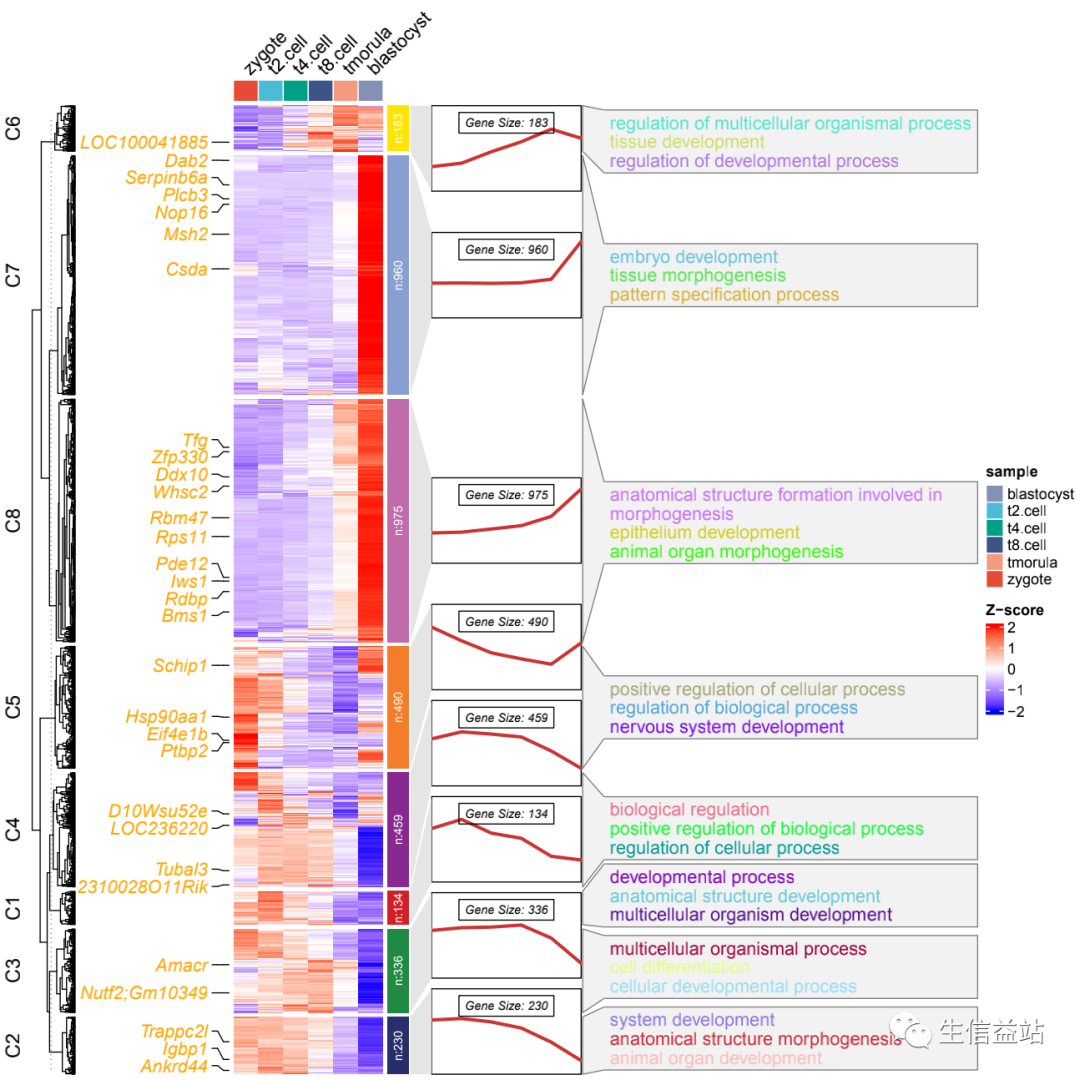 zygote
t2.cell
t4.cell
t8.cell
tmorula
blastocyst
C6
LOC100041885
n:183
Gene Size: 183
regulation of multicellular organismal process
tissue development
regulation of developmental process
C7
Dab2
Serpinb6a
Plcb3
Nop16
Msh2
Csda
n:960
Gene Size: 960
embryo development
tissue morphogenesis
pattern specification process
C8
Tfg
Zfp330
Ddx10
Whsc2
Rbm47
Rps11
Pde12
Iws1
Rdbp
Bms1
n:975
Gene Size: 975
anatomical structure formation involved in
morphogenesis
epithelium development
animal organ morphogenesis
C5
Schip1
Hsp90aa1
Eif4e1b
Ptbp2
n:490
Gene Size: 490
positive regulation of cellular process
regulation of biological process
nervous system development
C4
D10Wsu52e
LOC236220
Tubal3
2310028O11Rik
n:459
Gene Size: 459
biological regulation
positive regulation of biological process
regulation of cellular process
C1
n:134
Gene Size: 134
developmental process
anatomical structure development
multicellular organism development
C3
Amacr
Nutf2;Gm10349
n:336
Gene Size: 336
multicellular organismal process
cell differentiation
cellular developmental process
C2
Trappc2l
Igbp1
Ankrd44
n:230
Gene Size: 230
system development
anatomical structure morphogenesis
animal organ development
sample
blastocyst
t2.cell
t4.cell
t8.cell
tmorula
zygote
Z−score
2
1
0
−1
−2
生信益站